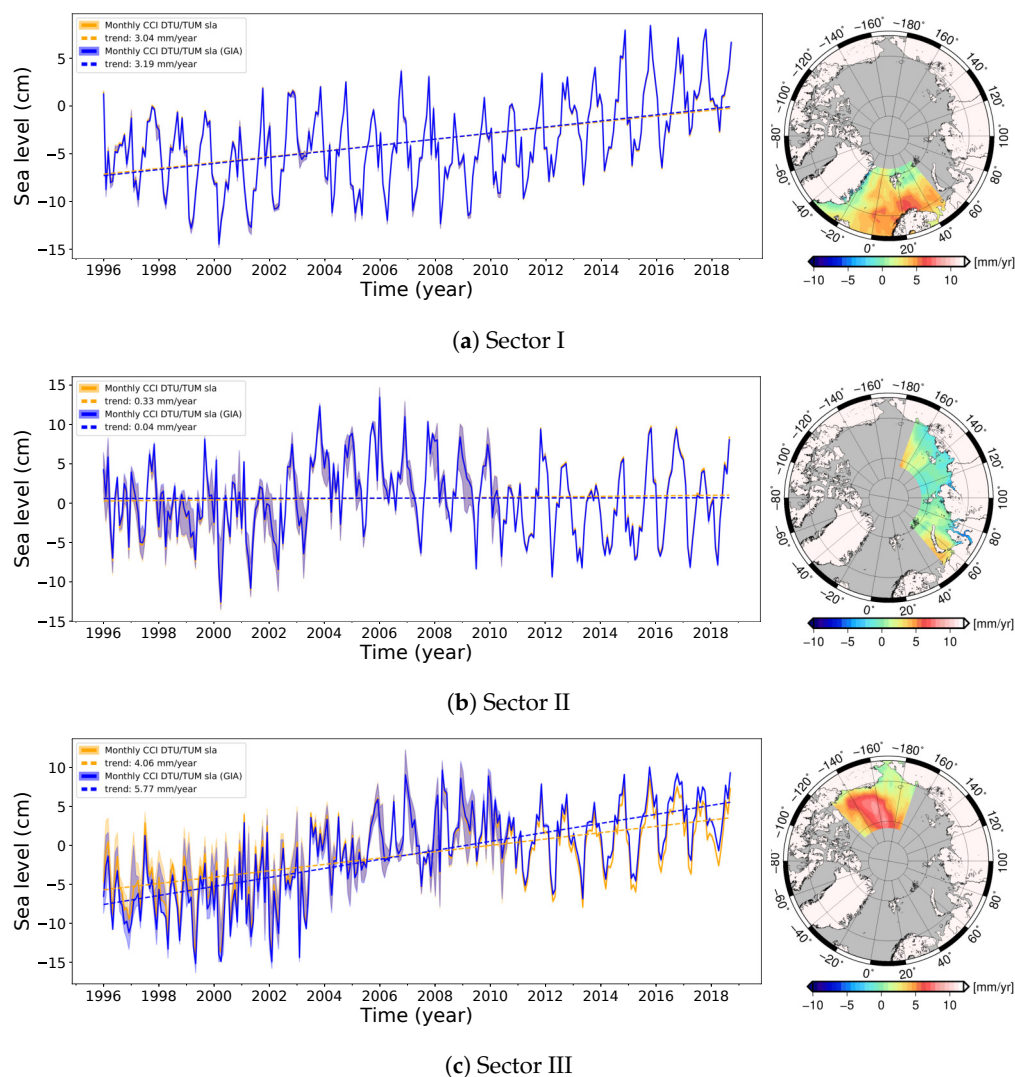 Monthly CCI DTU/TUM sla
trend: 3.04 mm/year
Monthly CCI DTU/TUM sla (GIA)
trend: 3.19 mm/year
Sea level (cm)
5
0
−5
−10
−15
1996 1998 2000 2002 2004 2006 2008 2010 2012 2014 2016 2018
Time (year)
−180° 160° 140° 120° 100° 80° 60° 40° 20° 0° −20° −40° −80° −100° −120° −140° −160°
−10 −5 0 5 10 [mm/yr]
(a) Sector I
Monthly CCI DTU/TUM sla
trend: 0.33 mm/year
Monthly CCI DTU/TUM sla (GIA)
trend: 0.04 mm/year
Sea level (cm)
15
10
5
0
−5
−10
−15
1996 1998 2000 2002 2004 2006 2008 2010 2012 2014 2016 2018
Time (year)
−180° 160° 140° 120° 100° 80° 60° 40° 20° 0° −20° −40° −80° −100° −120° −140° −160°
−10 −5 0 5 10 [mm/yr]
(b) Sector II
Monthly CCI DTU/TUM sla
trend: 4.06 mm/year
Monthly CCI DTU/TUM sla (GIA)
trend: 5.77 mm/year
Sea level (cm)
10
5
0
−5
−10
−15
1996 1998 2000 2002 2004 2006 2008 2010 2012 2014 2016 2018
Time (year)
−180° 160° 140° 120° 100° 80° 60° 40° 20° 0° −20° −40° −80° −100° −120° −140° −160°
−10 −5 0 5 10 [mm/yr]
(c) Sector III